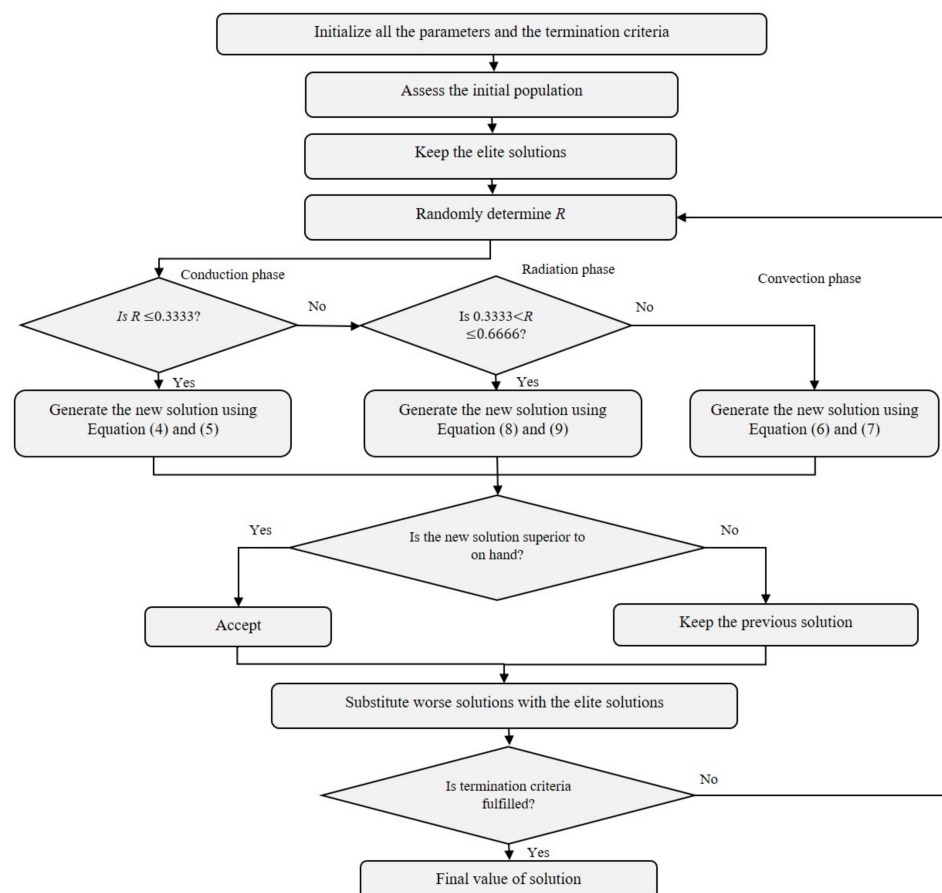 Initialize all the parameters and the termination criteria
Assess the initial population
Keep the elite solutions
Randomly determine R
Conduction phase
Radiation phase
Convection phase
Is R ≤0.3333?
No
Is 0.3333<R
≤0.6666?
No
Yes
Yes
Generate the new solution using
Equation (4) and (5)
Generate the new solution using
Equation (8) and (9)
Generate the new solution using
Equation (6) and (7)
Yes
Is the new solution superior to
on hand?
No
Accept
Keep the previous solution
Substitute worse solutions with the elite solutions
Is termination criteria
fulfilled?
No
Yes
Final value of solution